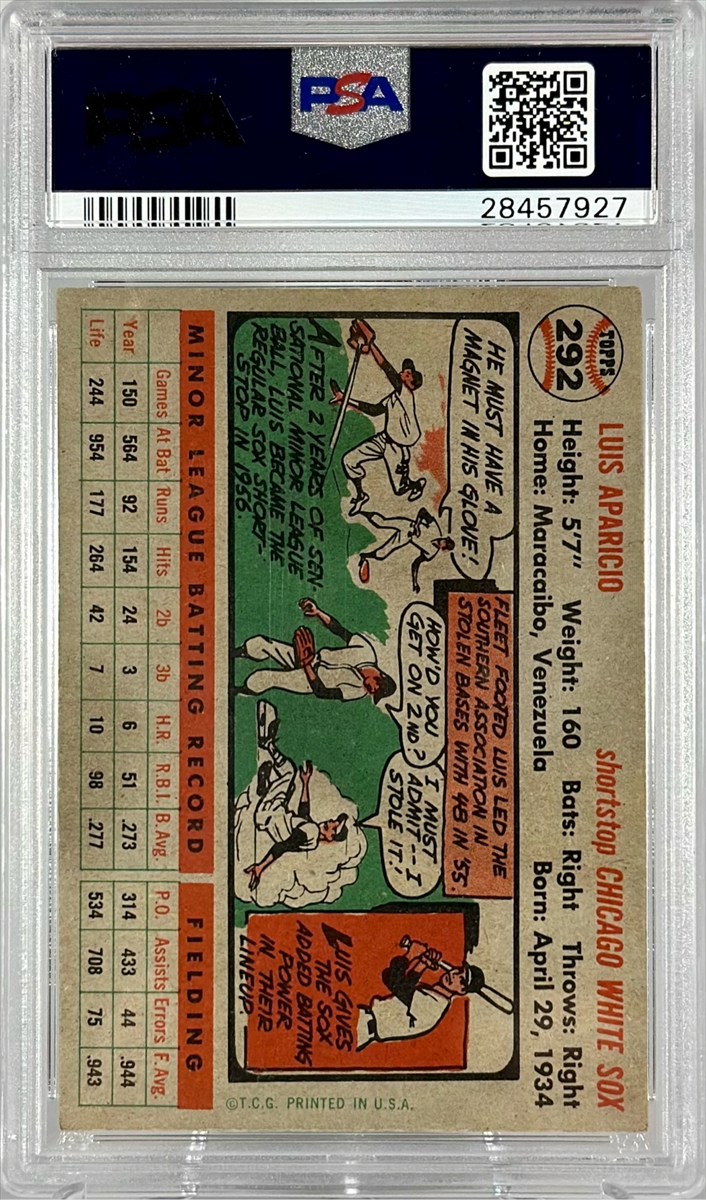 PSA
PSA
28457927
TOPPS
292
LUIS APARICIO shortstop CHICAGO WHITE SOX
Height: 5'7" Weight: 160 Bats: Right Throws: Right
Home: Maracaibo, Venezuela Born: April 29, 1934
HE MUST HAVE A
MAGNET IN HIS GLOVE!
AFTER 2 YEARS OF SEN-
SATIONAL MINOR LEAGUE
BALL, LUIS BECAME THE
REGULAR SOX SHORT-
STOP IN 1956.
FLEET FOOTED LUIS LED THE
SOUTHERN ASSOCIATION IN
STOLEN BASES WITH 48 IN '55.
HOW'D YOU
GET ON 2ND?
I MUST
ADMIT-- I
STOLE IT!
LUIS GIVES
THE SOX
ADDED BATTING
POWER
IN THEIR
LINEUP.
MINOR LEAGUE BATTING RECORD FIELDING
Games At Bat Runs Hits 2b 3b H.R. R.B.I. B.Avg. P.O. Assists Errors F.Avg.
Year 150 564 92 154 24 3 6 51 .273 314 433 44 .944
Life 244 954 177 264 42 7 10 98 .277 534 708 75 .943
©T.C.G. PRINTED IN U.S.A.